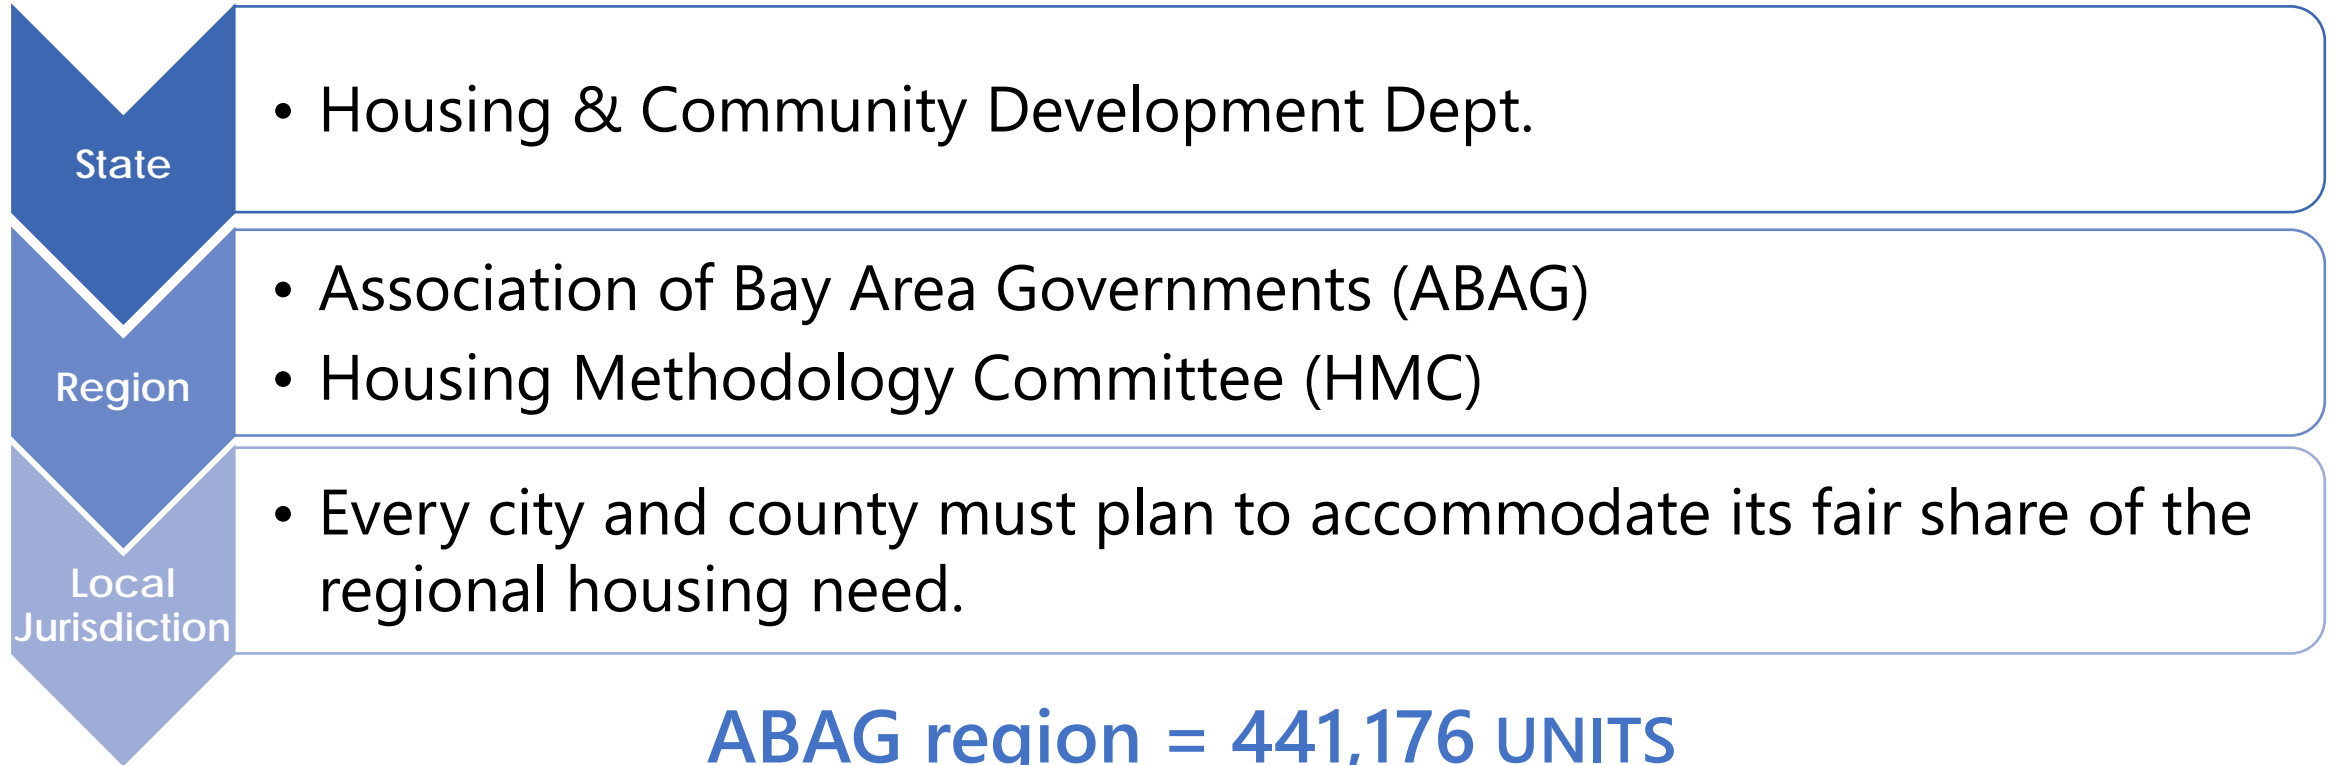 State
• Housing & Community Development Dept.
Region
• Association of Bay Area Governments (ABAG)
• Housing Methodology Committee (HMC)
Local
Jurisdiction
• Every city and county must plan to accommodate its fair share of the
regional housing need.
ABAG region = 441,176 UNITS